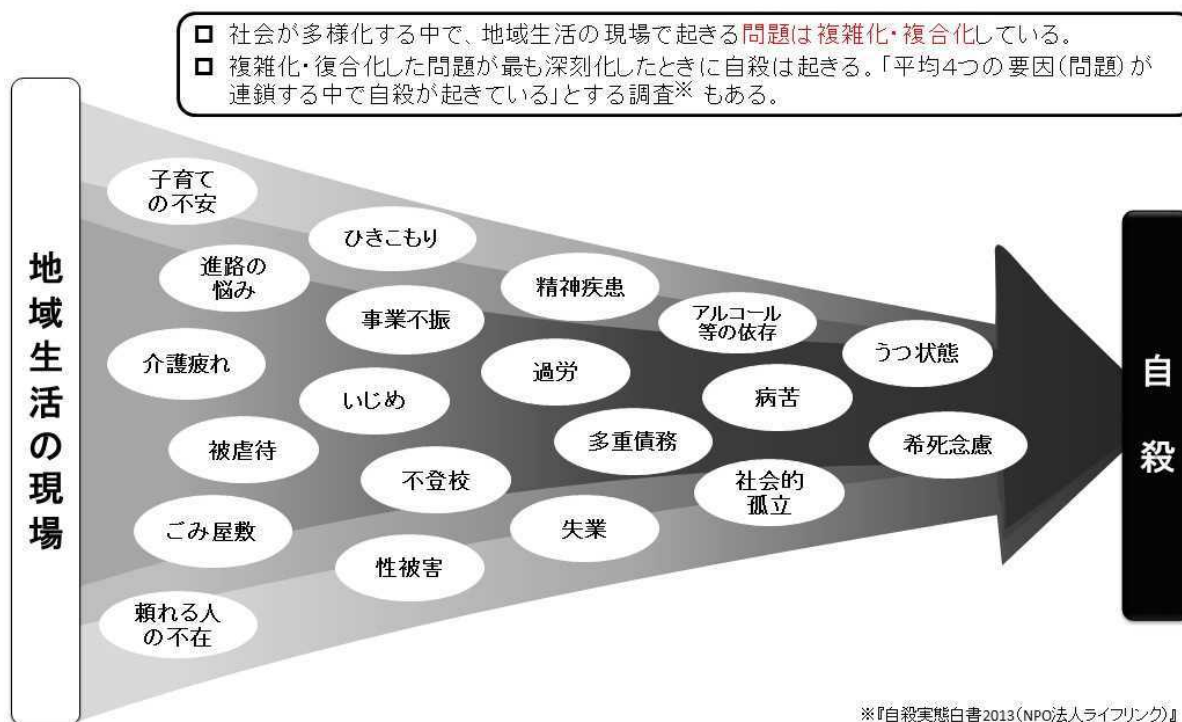 □ 社会が多様化する中で、地域生活の現場で起きる問題は複雑化・複合化している。
□ 複雑化・復合化した問題が最も深刻化したときに自殺は起きる。「平均4つの要因(問題)が
連鎖する中で自殺が起きている」とする調査※ もある。
地域生活の現場
子育て
の不安
ひきこもり
進路の
悩み
精神疾患
事業不振
アルコール
等の依存
うつ状態
介護疲れ
過労
いじめ
病苦
被虐待
多重債務
希死念慮
不登校
社会的
孤立
ごみ屋敷
失業
性被害
頼れる人
の不在
自殺
※『自殺実態白書2013(NPO法人ライフリンク)』